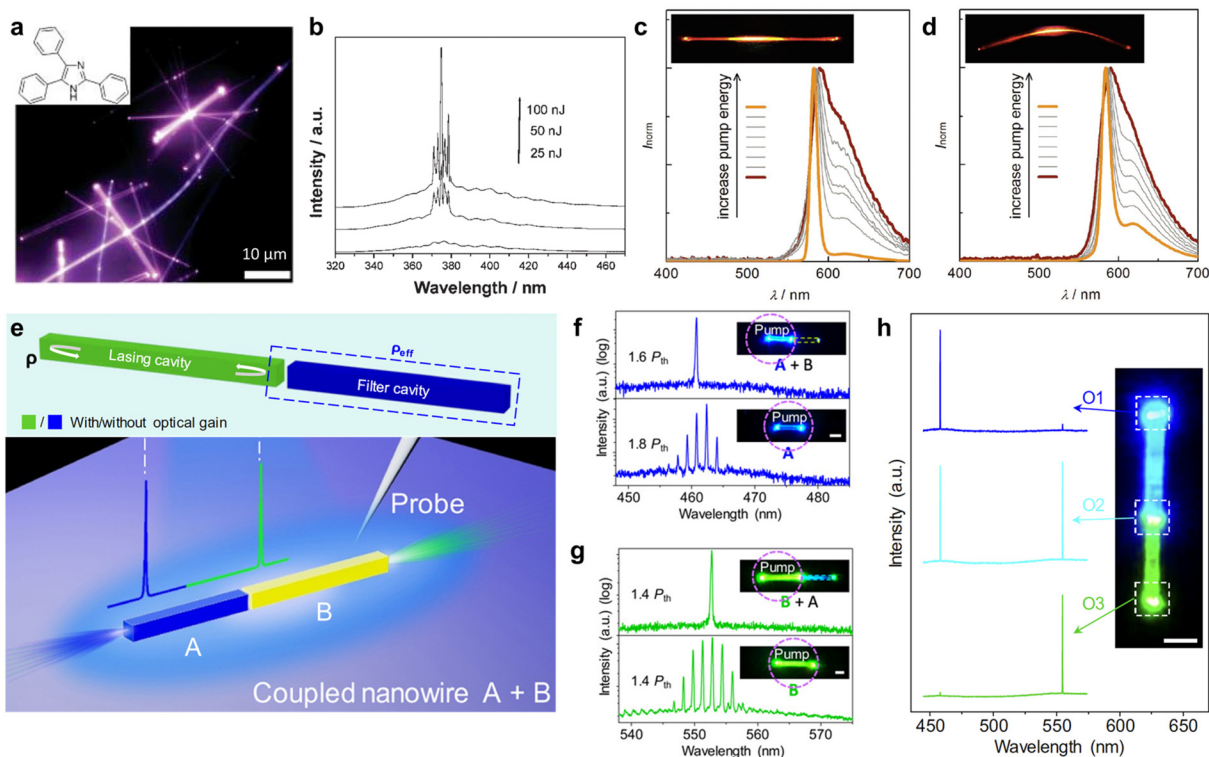 a
N
NH
10 μm
b
Intensity / a.u.
100 nJ
50 nJ
25 nJ
320 340 360 380 400 420 440 460
Wavelength / nm
c
Inorm
increase pump energy
400 500 600 700
λ / nm
d
Inorm
increase pump energy
400 500 600 700
λ / nm
e
ρ
Lasing cavity
ρeff
Filter cavity
/ With/without optical gain
Probe
A
B
Coupled nanowire A + B
f
Intensity (a.u.) (log)
1.6 Pth
Pump
A + B
1.8 Pth
Pump
A
450 460 470 480
Wavelength (nm)
g
Intensity (a.u.) (log)
1.4 Pth
Pump
B + A
1.4 Pth
Pump
B
540 550 560 570
Wavelength (nm)
h
Intensity (a.u.)
O1
O2
O3
450 500 550 600 650
Wavelength (nm)